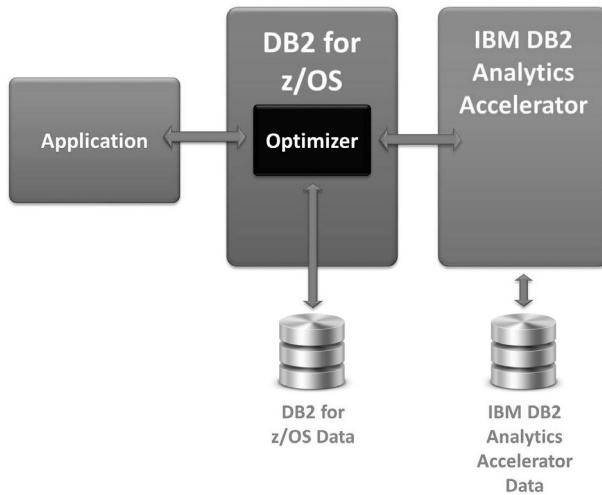 DB2 for
z/OS
IBM DB2
Analytics
Accelerator
Application
Optimizer
DB2 for
z/OS Data
IBM DB2
Analytics
Accelerator
Data